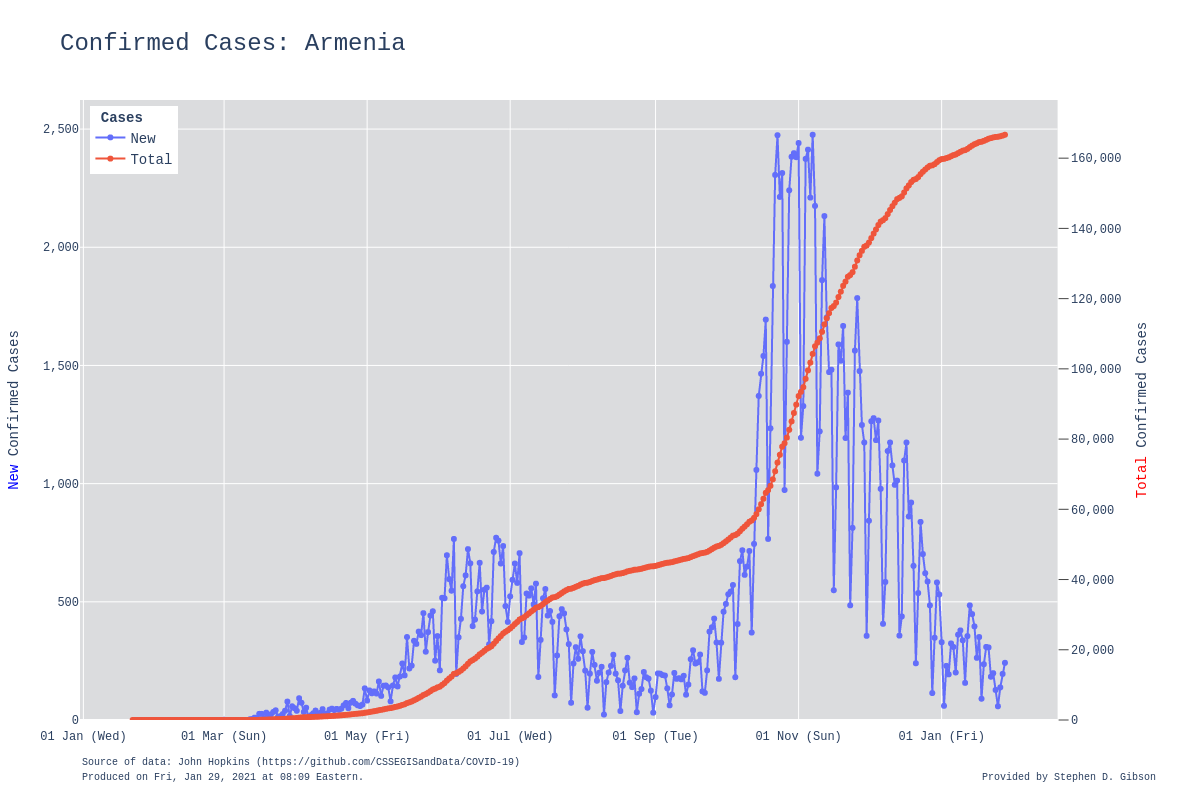 Confirmed Cases: Armenia
Cases
New
Total
2,500
2,000
1,500
1,000
500
0
160,000
140,000
120,000
100,000
80,000
60,000
40,000
20,000
0
New Confirmed Cases
Total Confirmed Cases
01 Jan (Wed) 01 Mar (Sun) 01 May (Fri) 01 Jul (Wed) 01 Sep (Tue) 01 Nov (Sun) 01 Jan (Fri)
Source of data: John Hopkins (https://github.com/CSSEGISandData/COVID-19)
Produced on Fri, Jan 29, 2021 at 08:09 Eastern.
Provided by Stephen D. Gibson